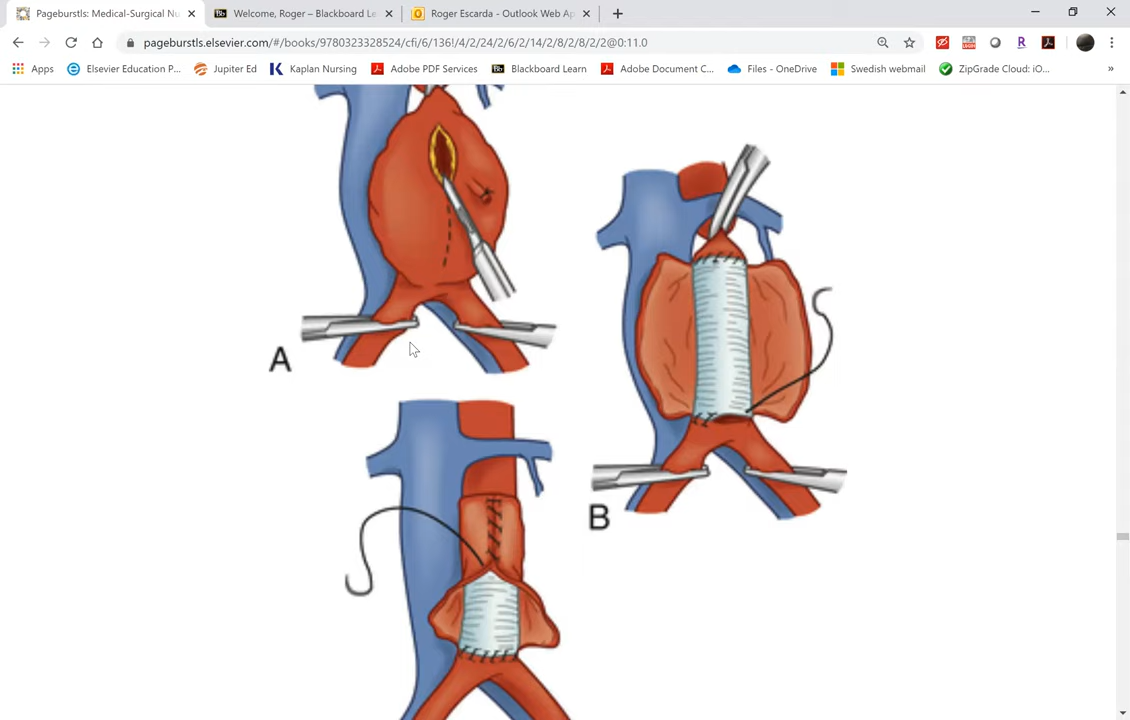 Pageburstls: Medical-Surgical Nu
Welcome, Roger – Blackboard Le
Roger Escarda - Outlook Web Ap
pageburstls.elsevier.com/#/books/9780323328524/cfi/6/136!/4/2/24/2/6/2/14/2/8/2/8/2/2@0:11.0
Apps
Elsevier Education P...
Jupiter Ed
Kaplan Nursing
Adobe PDF Services
Blackboard Learn
Adobe Document C...
Files - OneDrive
Swedish webmail
ZipGrade Cloud: iO...
A
B